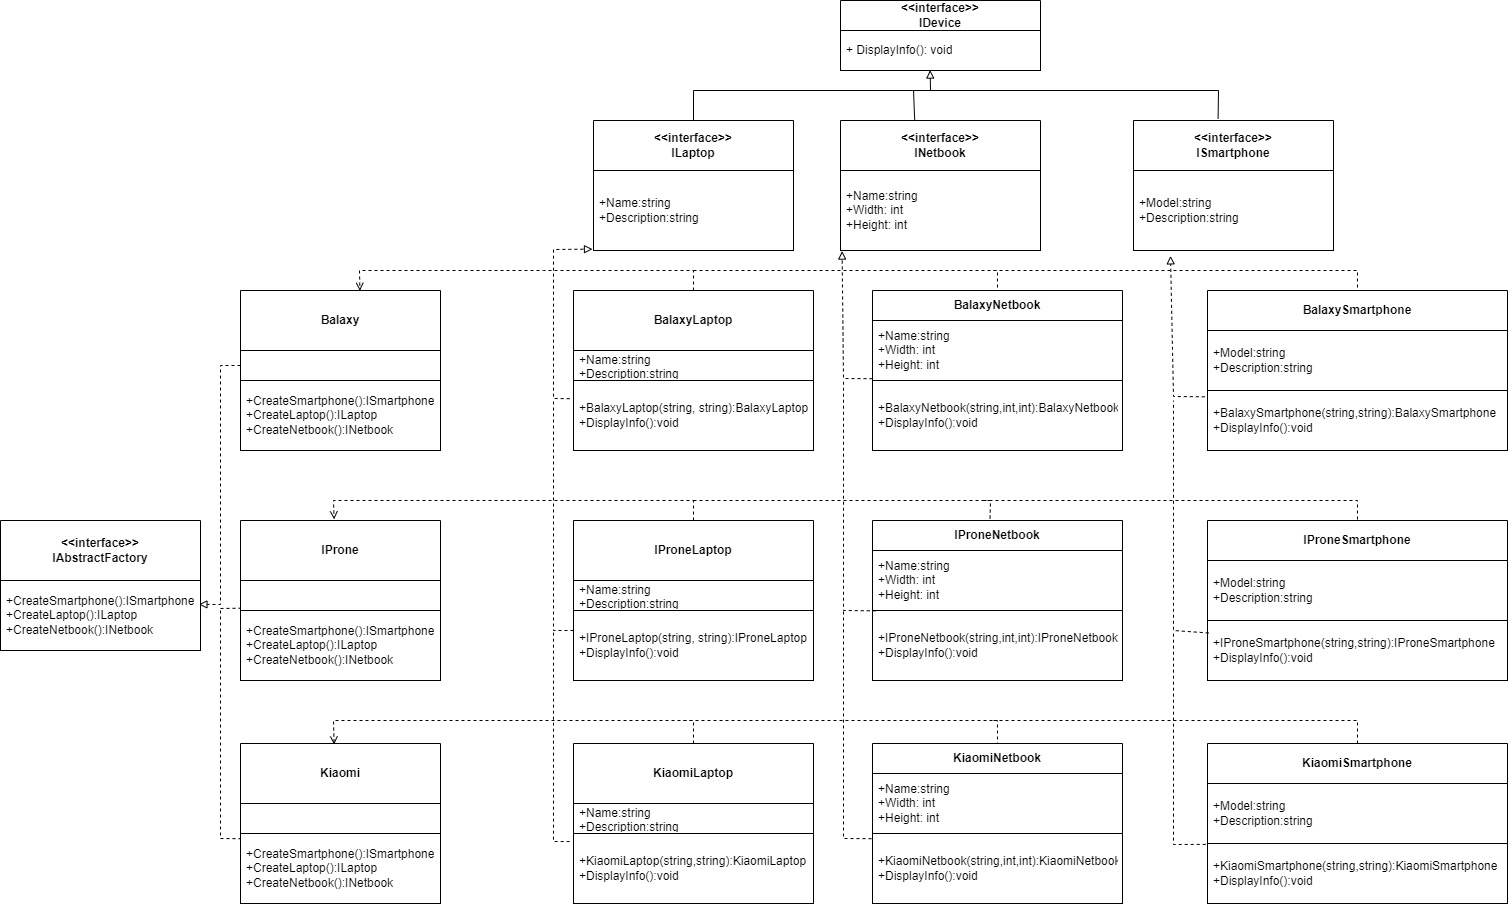 <<interface>>
IDevice
+ DisplayInfo(): void
<<interface>>
ILaptop
+Name:string
+Description:string
<<interface>>
INetbook
+Name:string
+Width: int
+Height: int
<<interface>>
ISmartphone
+Model:string
+Description:string
Balaxy
+CreateSmartphone():ISmartphone
+CreateLaptop():ILaptop
+CreateNetbook():INetbook
BalaxyLaptop
+Name:string
+Description:string
+BalaxyLaptop(string, string):BalaxyLaptop
+DisplayInfo():void
BalaxyNetbook
+Name:string
+Width: int
+Height: int
+BalaxyNetbook(string,int,int):BalaxyNetbook
+DisplayInfo():void
BalaxySmartphone
+Model:string
+Description:string
+BalaxySmartphone(string,string):BalaxySmartphone
+DisplayInfo():void
<<interface>>
IAbstractFactory
+CreateSmartphone():ISmartphone
+CreateLaptop():ILaptop
+CreateNetbook():INetbook
IProne
+CreateSmartphone():ISmartphone
+CreateLaptop():ILaptop
+CreateNetbook():INetbook
IProneLaptop
+Name:string
+Description:string
+IProneLaptop(string, string):IProneLaptop
+DisplayInfo():void
IProneNetbook
+Name:string
+Width: int
+Height: int
+IProneNetbook(string,int,int):IProneNetbook
+DisplayInfo():void
IProneSmartphone
+Model:string
+Description:string
+IProneSmartphone(string,string):IProneSmartphone
+DisplayInfo():void
Kiaomi
+CreateSmartphone():ISmartphone
+CreateLaptop():ILaptop
+CreateNetbook():INetbook
KiaomiLaptop
+Name:string
+Description:string
+KiaomiLaptop(string,string):KiaomiLaptop
+DisplayInfo():void
KiaomiNetbook
+Name:string
+Width: int
+Height: int
+KiaomiNetbook(string,int,int):KiaomiNetbook
+DisplayInfo():void
KiaomiSmartphone
+Model:string
+Description:string
+KiaomiSmartphone(string,string):KiaomiSmartphone
+DisplayInfo():void